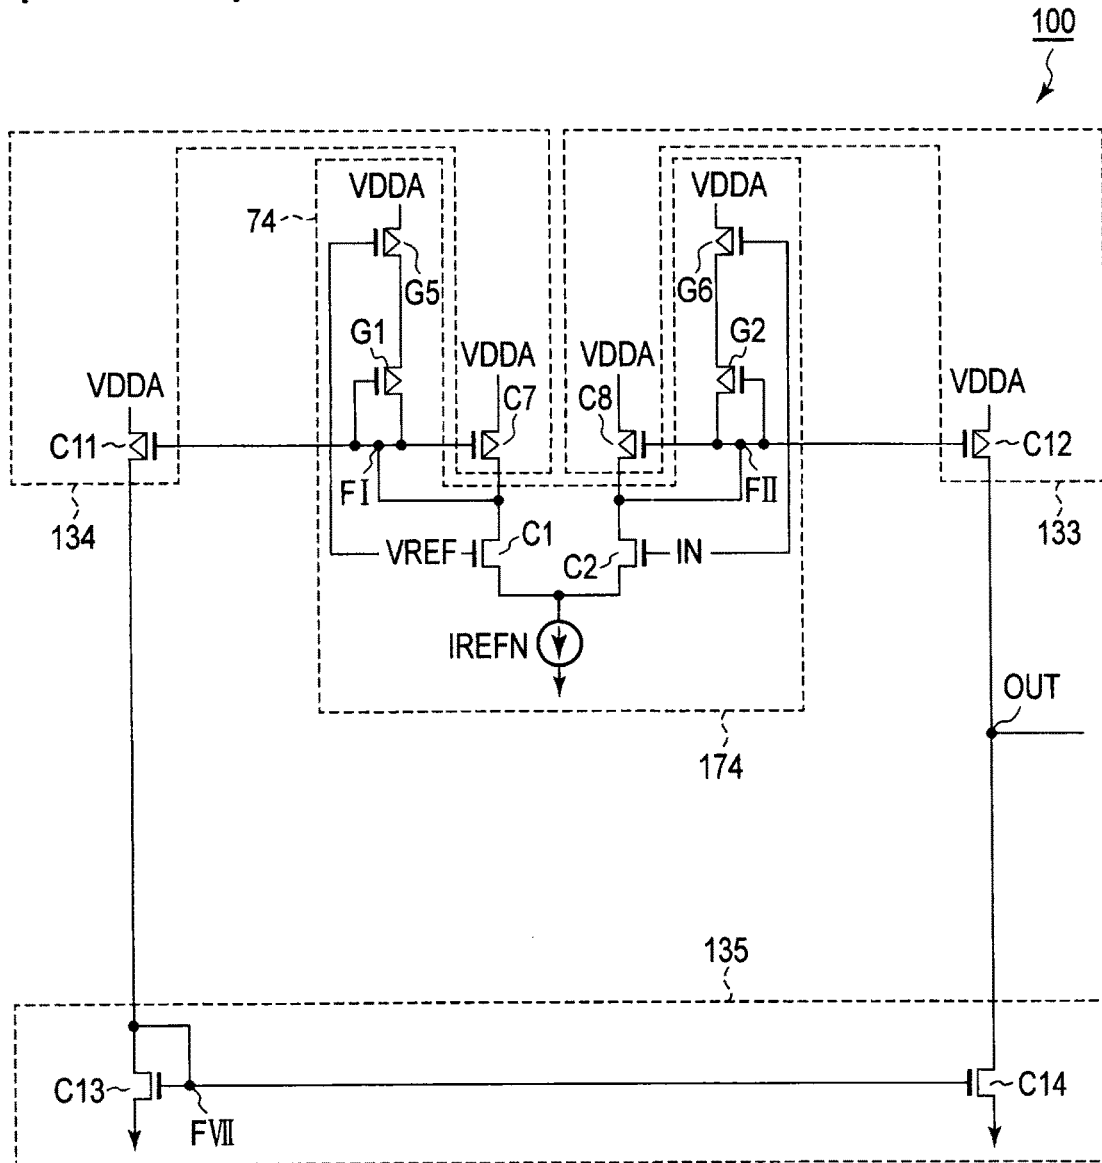 100
VDDA
VDDA
74
G5
G6
G1
G2
VDDA
VDDA
VDDA
VDDA
C7
C8
C11
C12
FI
FII
134
133
VREF
C1
C2
IN
IREFN
OUT
174
135
C13
C14
FVII